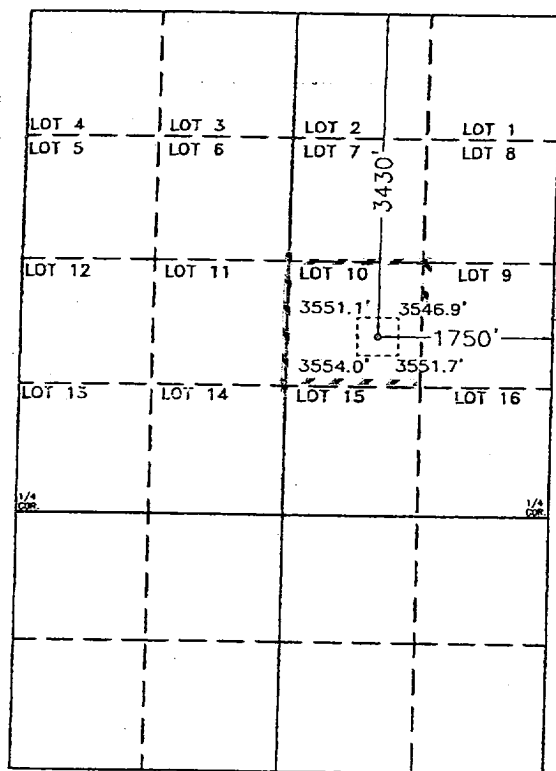 LOT 4 LOT 3 LOT 2 LOT 1
LOT 5 LOT 6 LOT 7 LOT 8
3430'
LOT 12 LOT 11 LOT 10 LOT 9
3551.1' 3546.9'
1750'
3554.0' 3551.7'
LOT 13 LOT 14 LOT 15 LOT 16
1/4 1/4
COR. COR.